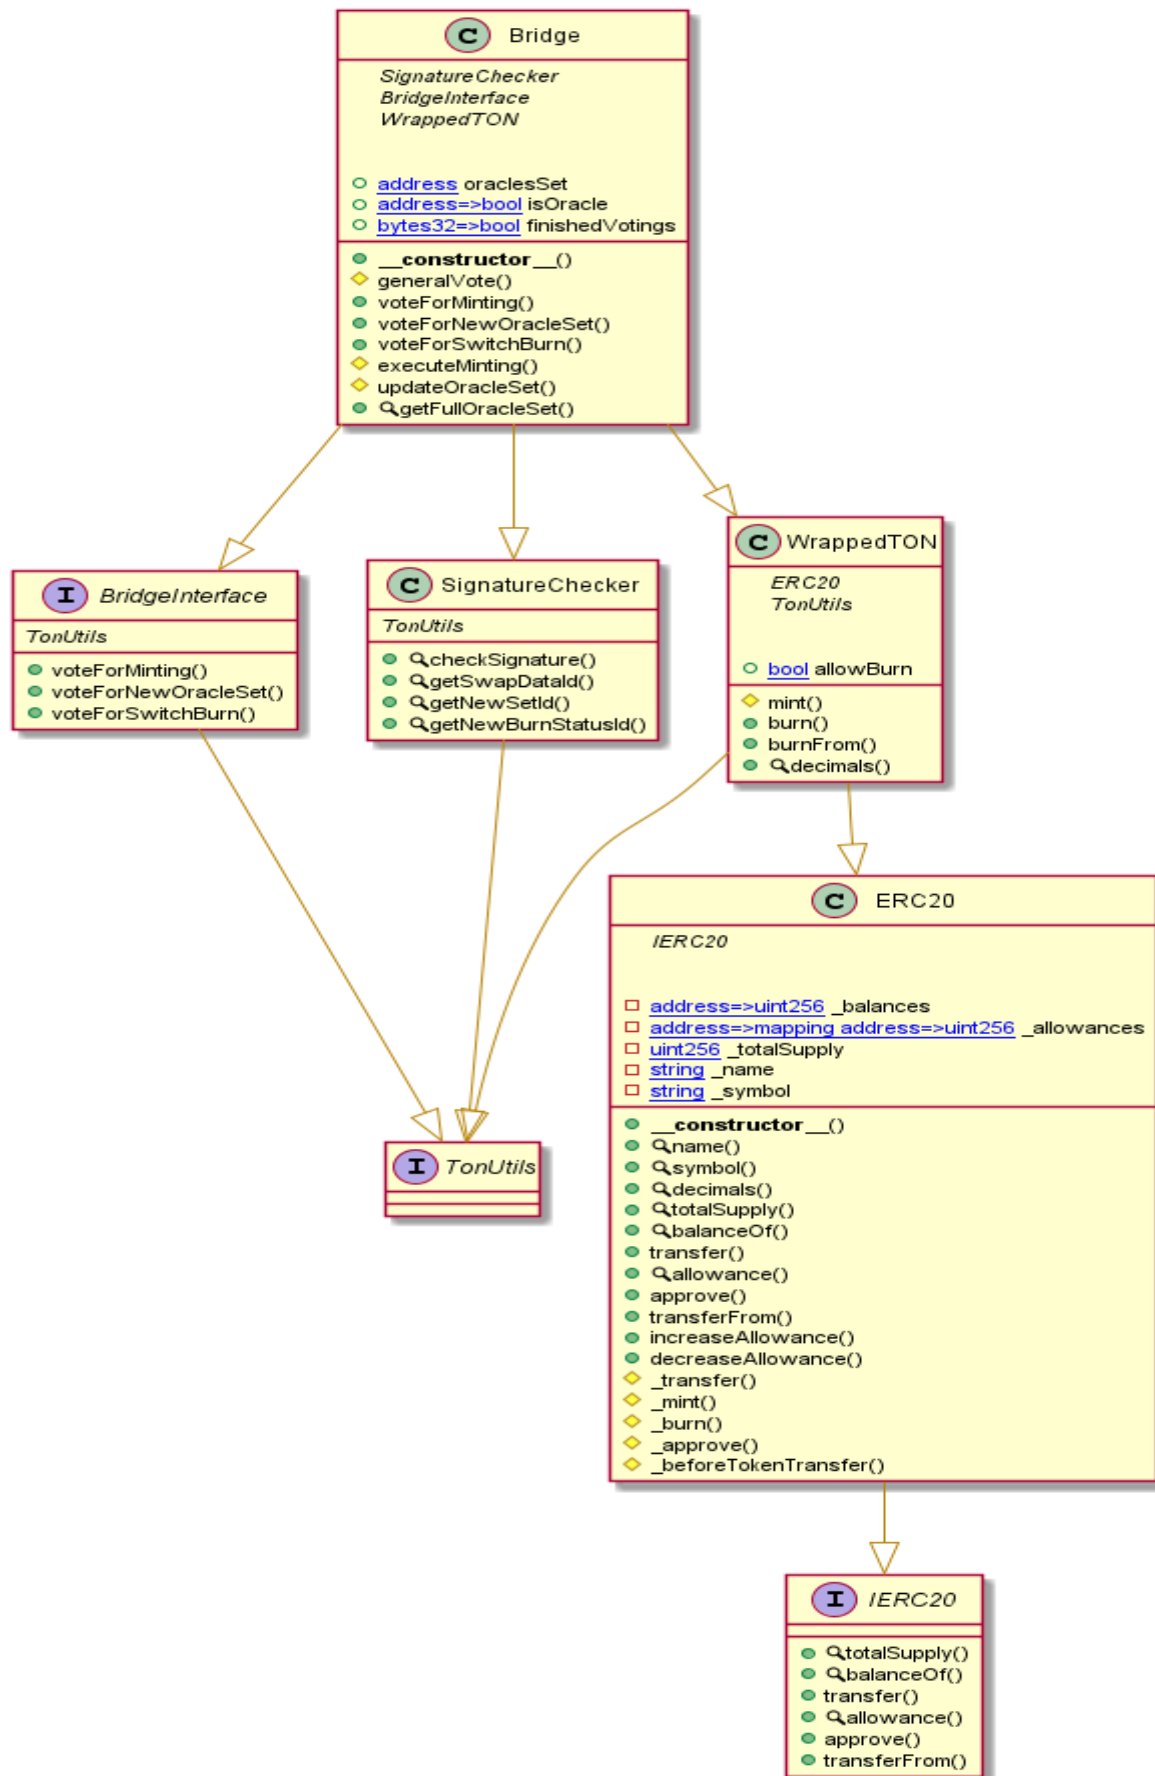 C Bridge
SignatureChecker
BridgeInterface
WrappedTON
address oraclesSet
address=>bool isOracle
bytes32=>bool finishedVotings
__constructor__()
generalVote()
voteForMinting()
voteForNewOracleSet()
voteForSwitchBurn()
executeMinting()
updateOracleSet()
getFullOracleSet()
I BridgeInterface
TonUtils
voteForMinting()
voteForNewOracleSet()
voteForSwitchBurn()
C SignatureChecker
TonUtils
checkSignature()
getSwapDataId()
getNewSetId()
getNewBurnStatusId()
C WrappedTON
ERC20
TonUtils
bool allowBurn
mint()
burn()
burnFrom()
decimals()
C ERC20
IERC20
address=>uint256 _balances
address=>mapping address=>uint256 _allowances
uint256 _totalSupply
string _name
string _symbol
__constructor__()
name()
symbol()
decimals()
totalSupply()
balanceOf()
transfer()
allowance()
approve()
transferFrom()
increaseAllowance()
decreaseAllowance()
_transfer()
_mint()
_burn()
_approve()
_beforeTokenTransfer()
I TonUtils
I IERC20
totalSupply()
balanceOf()
transfer()
allowance()
approve()
transferFrom()